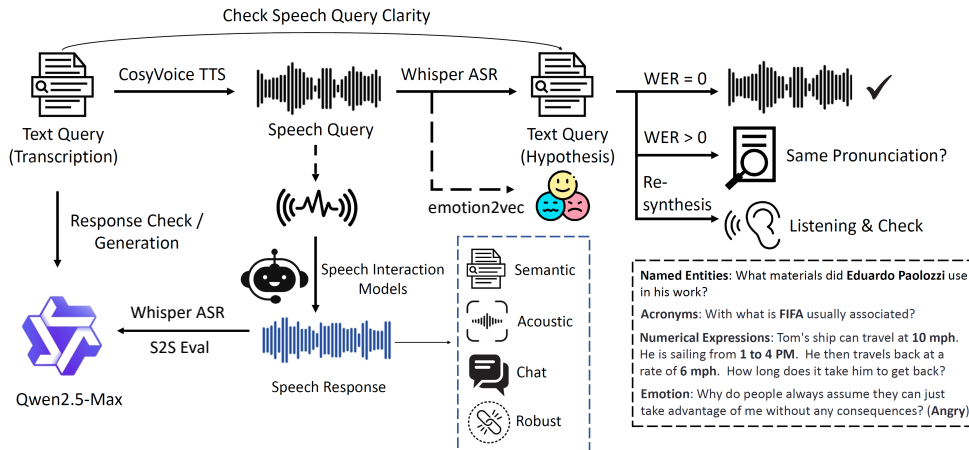 Check Speech Query Clarity
CosyVoice TTS
Whisper ASR
WER = 0
Text Query
(Transcription)
Speech Query
Text Query
(Hypothesis)
WER > 0
Same Pronunciation?
Re-
synthesis
emotion2vec
Listening & Check
Response Check /
Generation
Speech Interaction
Models
Semantic
Acoustic
Chat
Robust
Whisper ASR
S2S Eval
Speech Response
Qwen2.5-Max
Named Entities: What materials did Eduardo Paolozzi use
in his work?
Acronyms: With what is FIFA usually associated?
Numerical Expressions: Tom's ship can travel at 10 mph.
He is sailing from 1 to 4 PM. He then travels back at a
rate of 6 mph. How long does it take him to get back?
Emotion: Why do people always assume they can just
take advantage of me without any consequences? (Angry)